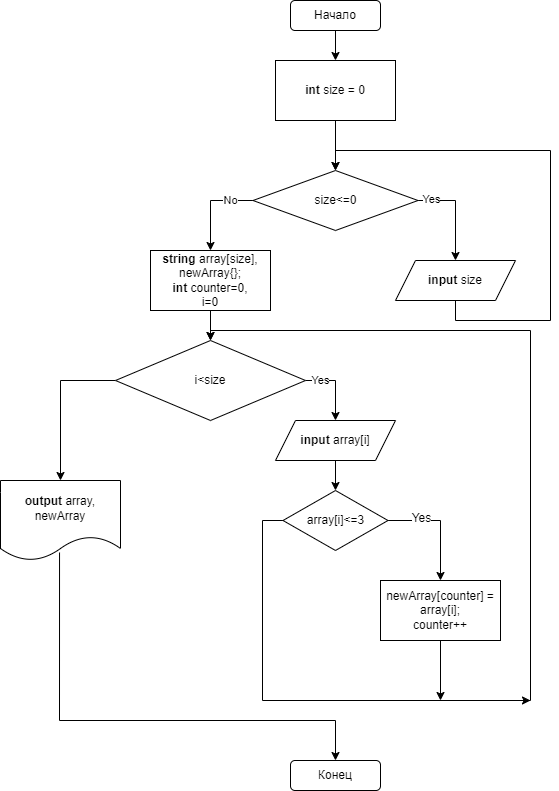 Начало
int size = 0
size<=0
No
Yes
string array[size],
newArray{};
int counter=0,
i=0
input size
i<size
Yes
input array[i]
output array,
newArray
array[i]<=3
Yes
newArray[counter] =
array[i];
counter++
Конец